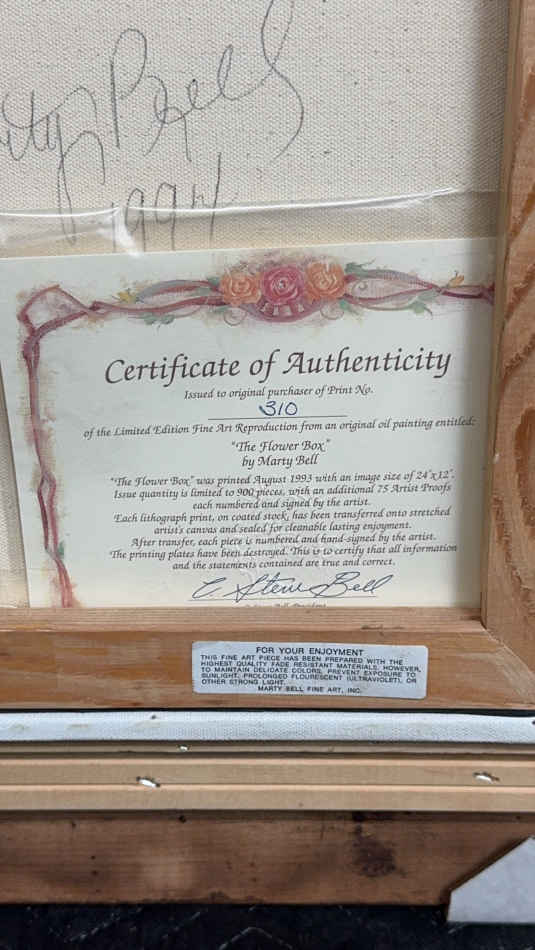 rty Bell
1994
Certificate of Authenticity
Issued to original purchaser of Print No.
310
of the Limited Edition Fine Art Reproduction from an original oil painting entitled:
"The Flower Box"
by Marty Bell
"The Flower Box" was printed August 1993 with an image size of 24"x12".
Issue quantity is limited to 900 pieces, with an additional 75 Artist Proofs
each numbered and signed by the artist.
Each lithograph print, on coated stock, has been transferred onto stretched
artist's canvas and sealed for cleanable lasting enjoyment.
After transfer, each piece is numbered and hand-signed by the artist.
The printing plates have been destroyed. This is to certify that all information
and the statements contained are true and correct.
C. Steve Bell
FOR YOUR ENJOYMENT
THIS FINE ART PIECE HAS BEEN PREPARED WITH THE
HIGHEST QUALITY FADE RESISTANT MATERIALS. HOWEVER,
TO MAINTAIN DELICATE COLORS, PREVENT EXPOSURE TO
SUNLIGHT, PROLONGED FLOURESCENT (ULTRAVIOLET), OR
OTHER STRONG LIGHT.
MARTY BELL FINE ART, INC.